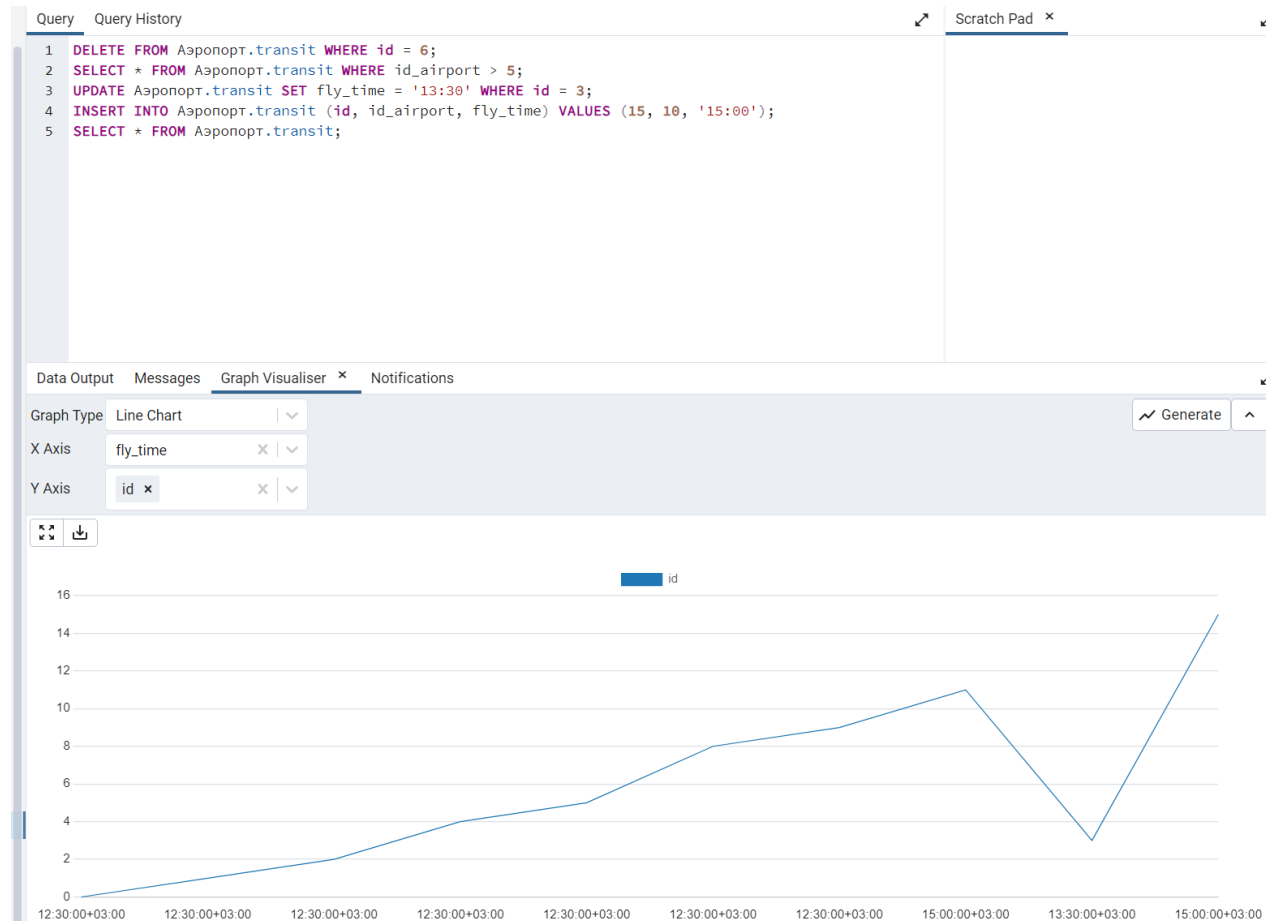 Query Query History Scratch Pad ×
1 DELETE FROM Аэропорт.transit WHERE id = 6;
2 SELECT * FROM Аэропорт.transit WHERE id_airport > 5;
3 UPDATE Аэропорт.transit SET fly_time = '13:30' WHERE id = 3;
4 INSERT INTO Аэропорт.transit (id, id_airport, fly_time) VALUES (15, 10, '15:00');
5 SELECT * FROM Аэропорт.transit;
Data Output Messages Graph Visualiser × Notifications
Graph Type Line Chart Generate
X Axis fly_time ×
Y Axis id × ×
id
16
14
12
10
8
6
4
2
0
12:30:00+03:00 12:30:00+03:00 12:30:00+03:00 12:30:00+03:00 12:30:00+03:00 12:30:00+03:00 12:30:00+03:00 15:00:00+03:00 13:30:00+03:00 15:00:00+03:00